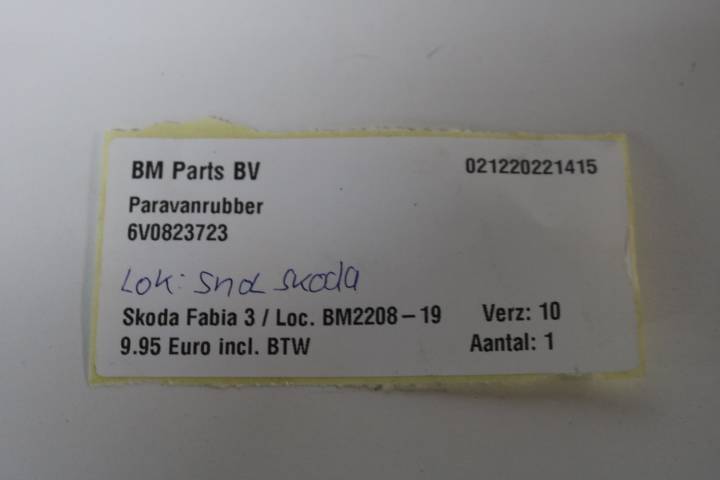 BM Parts BV 021220221415
Paravanrubber
6V0823723
Lok: Skoda
Skoda Fabia 3 / Loc. BM2208-19 Verz: 10
9.95 Euro incl. BTW Aantal: 1